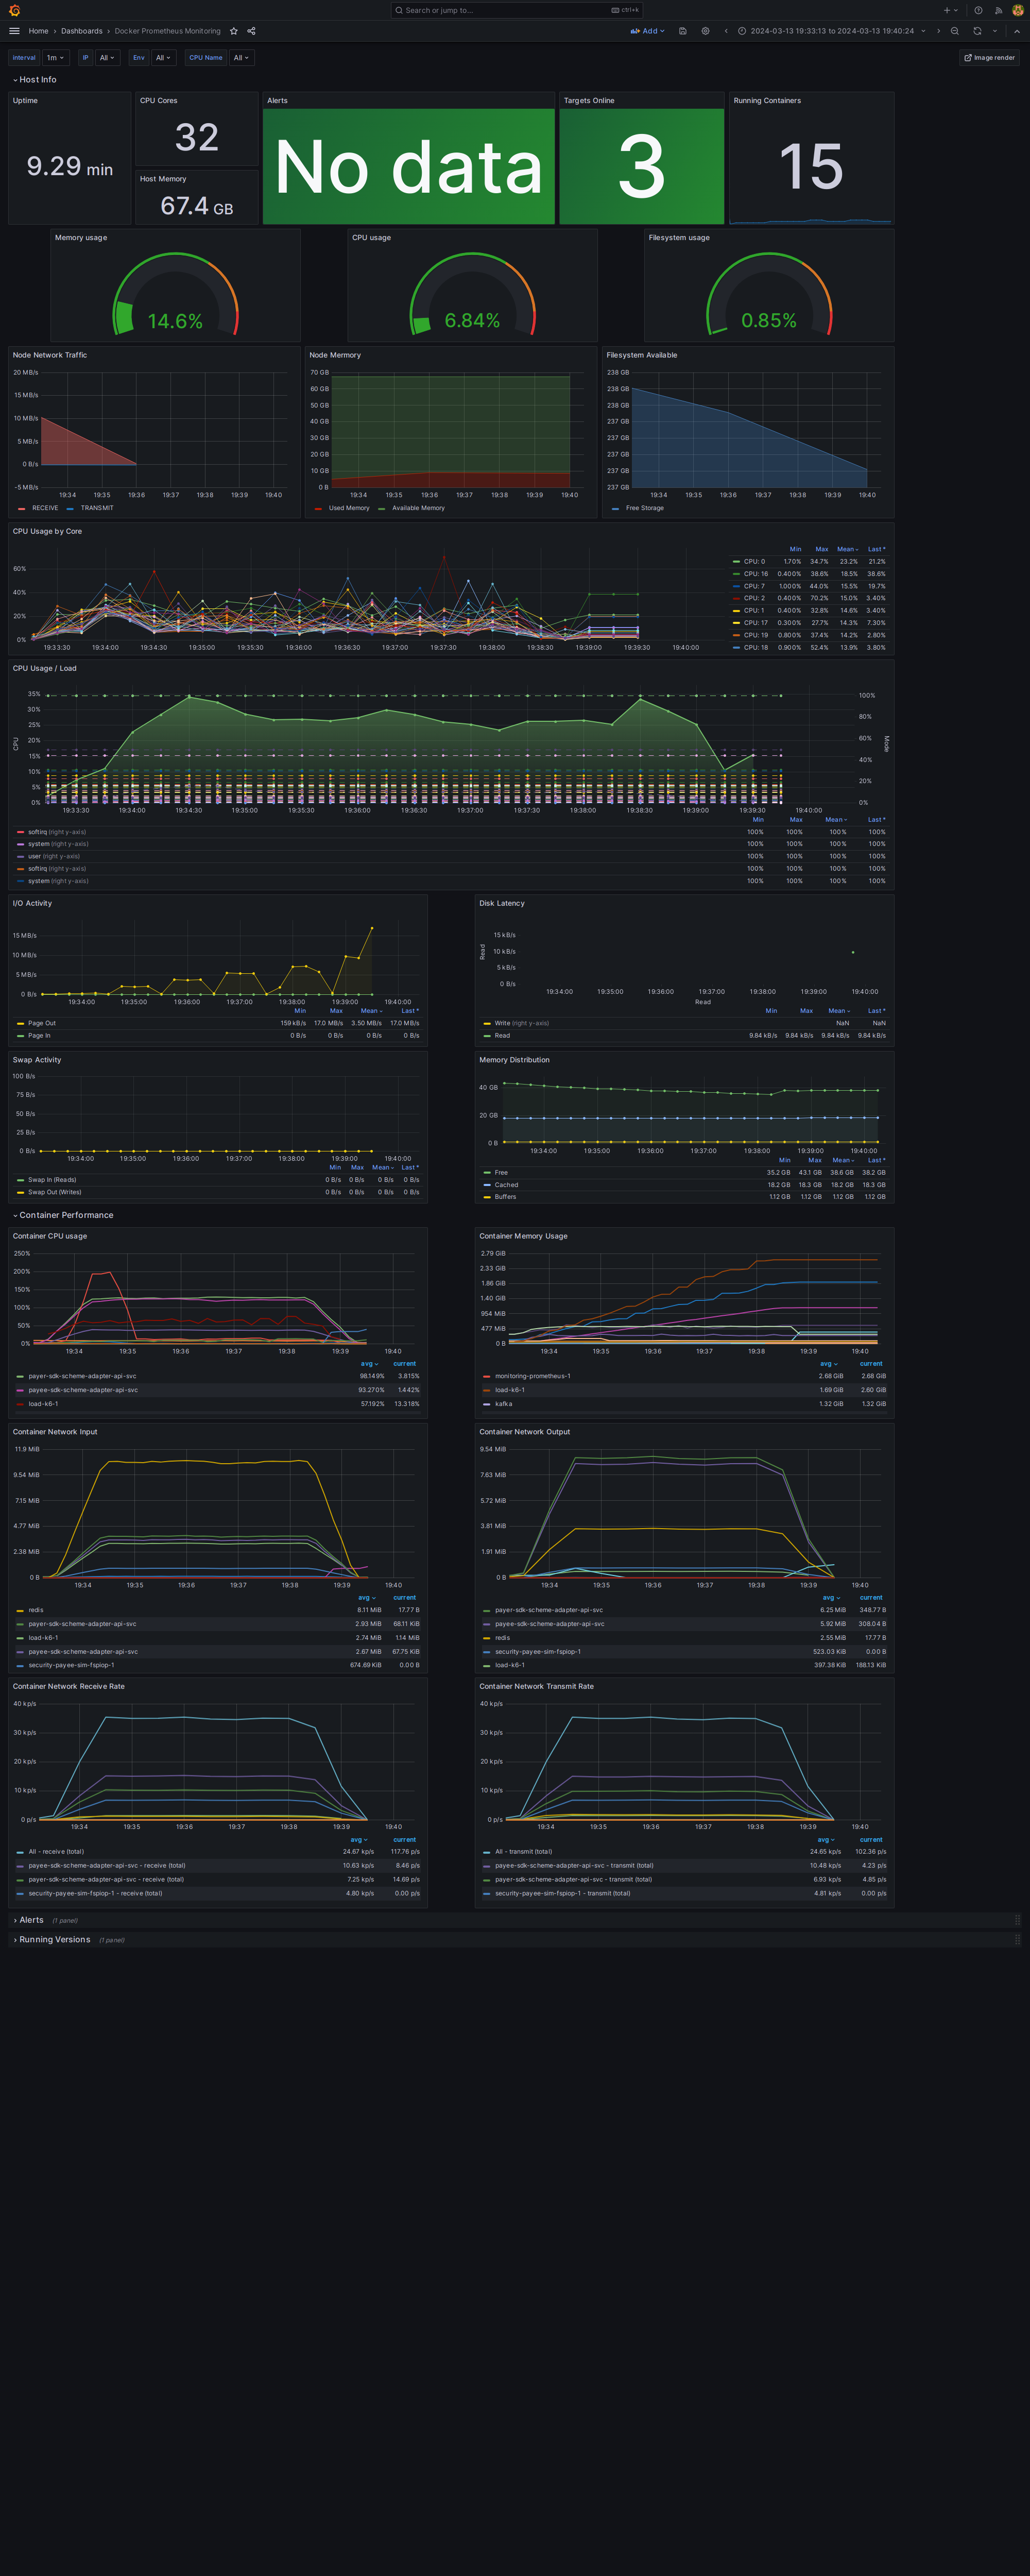 Search or jump to... ctrl+k
Home › Dashboards › Docker Prometheus Monitoring Add 2024-03-13 19:33:13 to 2024-03-13 19:40:24
Interval 1m IP All Env All CPU Name All Image render
Host Info
Uptime
9.29 min
CPU Cores
32
Host Memory
67.4 GB
Alerts
No data
Targets Online
3
Running Containers
15
Memory usage
14.6%
CPU usage
6.84%
Filesystem usage
0.85%
Node Network Traffic
20 MB/s
15 MB/s
10 MB/s
5 MB/s
0 B/s
-5 MB/s
19:34 19:35 19:36 19:37 19:38 19:39 19:40
RECEIVE TRANSMIT
Node Mermory
70 GB
60 GB
50 GB
40 GB
30 GB
20 GB
10 GB
0 B
19:34 19:35 19:36 19:37 19:38 19:39 19:40
Used Memory Available Memory
Filesystem Available
238 GB
238 GB
238 GB
237 GB
237 GB
237 GB
237 GB
237 GB
19:34 19:35 19:36 19:37 19:38 19:39 19:40
Free Storage
CPU Usage by Core
60%
40%
20%
0%
19:33:30 19:34:00 19:34:30 19:35:00 19:35:30 19:36:00 19:36:30 19:37:00 19:37:30 19:38:00 19:38:30 19:39:00 19:39:30 19:40:00
Min Max Mean Last *
CPU: 0 1.70% 34.7% 23.2% 21.2%
CPU: 16 0.400% 38.6% 18.5% 38.6%
CPU: 7 1.000% 44.0% 15.5% 19.7%
CPU: 2 0.400% 70.2% 15.0% 3.40%
CPU: 1 0.400% 32.8% 14.6% 3.40%
CPU: 17 0.300% 27.7% 14.3% 7.30%
CPU: 19 0.800% 37.4% 14.2% 2.80%
CPU: 18 0.900% 52.4% 13.9% 3.80%
CPU Usage / Load
CPU
35%
30%
25%
20%
15%
10%
5%
0%
100%
80%
60%
40%
20%
0%
Mode
19:33:30 19:34:00 19:34:30 19:35:00 19:35:30 19:36:00 19:36:30 19:37:00 19:37:30 19:38:00 19:38:30 19:39:00 19:39:30 19:40:00
Min Max Mean Last *
softirq (right y-axis) 100% 100% 100% 100%
system (right y-axis) 100% 100% 100% 100%
user (right y-axis) 100% 100% 100% 100%
softirq (right y-axis) 100% 100% 100% 100%
system (right y-axis) 100% 100% 100% 100%
I/O Activity
15 MB/s
10 MB/s
5 MB/s
0 B/s
19:34:00 19:35:00 19:36:00 19:37:00 19:38:00 19:39:00 19:40:00
Min Max Mean Last *
Page Out 159 kB/s 17.0 MB/s 3.50 MB/s 17.0 MB/s
Page In 0 B/s 0 B/s 0 B/s 0 B/s
Disk Latency
Read
15 kB/s
10 kB/s
5 kB/s
0 B/s
19:34:00 19:35:00 19:36:00 19:37:00 19:38:00 19:39:00 19:40:00
Read
Min Max Mean Last *
Write (right y-axis) NaN NaN
Read 9.84 kB/s 9.84 kB/s 9.84 kB/s 9.84 kB/s
Swap Activity
100 B/s
75 B/s
50 B/s
25 B/s
0 B/s
19:34:00 19:35:00 19:36:00 19:37:00 19:38:00 19:39:00 19:40:00
Min Max Mean Last *
Swap In (Reads) 0 B/s 0 B/s 0 B/s 0 B/s
Swap Out (Writes) 0 B/s 0 B/s 0 B/s 0 B/s
Memory Distribution
40 GB
20 GB
0 B
19:34:00 19:35:00 19:36:00 19:37:00 19:38:00 19:39:00 19:40:00
Min Max Mean Last *
Free 35.2 GB 43.1 GB 38.6 GB 38.2 GB
Cached 18.2 GB 18.3 GB 18.2 GB 18.3 GB
Buffers 1.12 GB 1.12 GB 1.12 GB 1.12 GB
Container Performance
Container CPU usage
250%
200%
150%
100%
50%
0%
19:34 19:35 19:36 19:37 19:38 19:39 19:40
avg current
payer-sdk-scheme-adapter-api-svc 98.149% 3.815%
payee-sdk-scheme-adapter-api-svc 93.270% 1.442%
load-k6-1 57.192% 13.318%
Container Memory Usage
2.79 GiB
2.33 GiB
1.86 GiB
1.40 GiB
954 MiB
477 MiB
0 B
19:34 19:35 19:36 19:37 19:38 19:39 19:40
avg current
monitoring-prometheus-1 2.68 GiB 2.68 GiB
load-k6-1 1.69 GiB 2.60 GiB
kafka 1.32 GiB 1.32 GiB
Container Network Input
11.9 MiB
9.54 MiB
7.15 MiB
4.77 MiB
2.38 MiB
0 B
19:34 19:35 19:36 19:37 19:38 19:39 19:40
avg current
redis 8.11 MiB 17.77 B
payer-sdk-scheme-adapter-api-svc 2.93 MiB 68.11 KiB
load-k6-1 2.74 MiB 1.14 MiB
payee-sdk-scheme-adapter-api-svc 2.67 MiB 67.75 KiB
security-payee-sim-fspiop-1 674.69 KiB 0.00 B
Container Network Output
9.54 MiB
7.63 MiB
5.72 MiB
3.81 MiB
1.91 MiB
0 B
19:34 19:35 19:36 19:37 19:38 19:39 19:40
avg current
payer-sdk-scheme-adapter-api-svc 6.25 MiB 348.77 B
payee-sdk-scheme-adapter-api-svc 5.92 MiB 308.04 B
redis 2.55 MiB 17.77 B
security-payee-sim-fspiop-1 523.03 KiB 0.00 B
load-k6-1 397.38 KiB 188.13 KiB
Container Network Receive Rate
40 kp/s
30 kp/s
20 kp/s
10 kp/s
0 p/s
19:34 19:35 19:36 19:37 19:38 19:39 19:40
avg current
All - receive (total) 24.67 kp/s 117.76 p/s
payee-sdk-scheme-adapter-api-svc - receive (total) 10.63 kp/s 8.46 p/s
payer-sdk-scheme-adapter-api-svc - receive (total) 7.25 kp/s 14.69 p/s
security-payee-sim-fspiop-1 - receive (total) 4.80 kp/s 0.00 p/s
Container Network Transmit Rate
40 kp/s
30 kp/s
20 kp/s
10 kp/s
0 p/s
19:34 19:35 19:36 19:37 19:38 19:39 19:40
avg current
All - transmit (total) 24.65 kp/s 102.36 p/s
payee-sdk-scheme-adapter-api-svc - transmit (total) 10.48 kp/s 4.23 p/s
payer-sdk-scheme-adapter-api-svc - transmit (total) 6.93 kp/s 4.85 p/s
security-payee-sim-fspiop-1 - transmit (total) 4.81 kp/s 0.00 p/s
Alerts (1 panel)
Running Versions (1 panel)